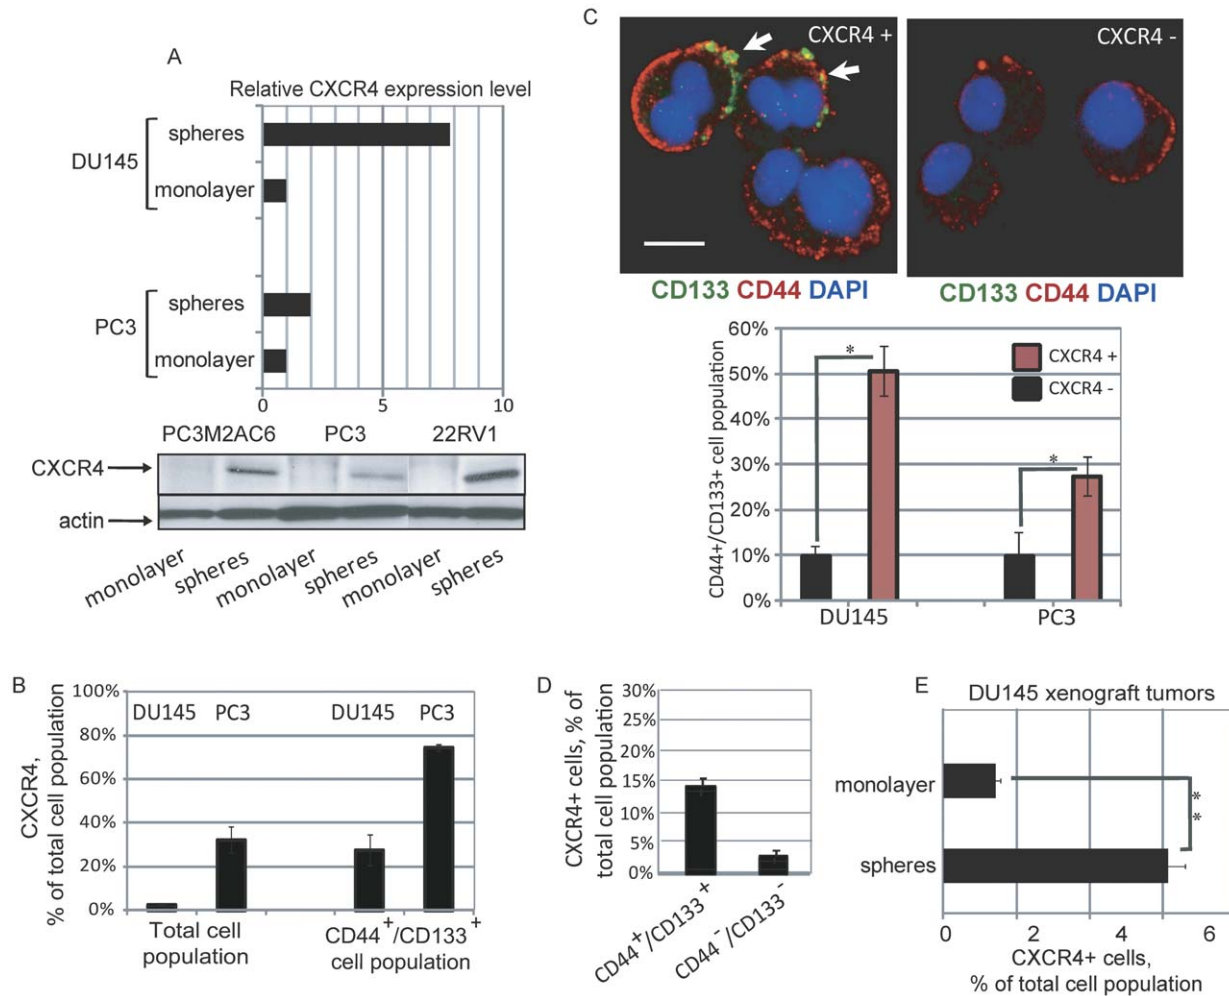 A
Relative CXCR4 expression level
DU145
spheres
monolayer
PC3
spheres
monolayer
0 5 10
PC3M2AC6 PC3 22RV1
CXCR4
actin
monolayer spheres monolayer spheres monolayer spheres
C
CXCR4 +
CXCR4 -
CD133 CD44 DAPI
CD133 CD44 DAPI
CD44+/CD133+ cell population
60%
50%
40%
30%
20%
10%
0%
*
*
CXCR4 +
CXCR4 -
DU145 PC3
B
CXCR4,
% of total cell population
100%
80%
60%
40%
20%
0%
DU145 PC3 DU145 PC3
Total cell
population
CD44+/CD133+
cell population
D
CXCR4+ cells, % of
total cell population
30%
25%
20%
15%
10%
5%
0%
CD44+/CD133+
CD44-/CD133-
E
DU145 xenograft tumors
monolayer
spheres
**
0 2 4 6
CXCR4+ cells,
% of total cell population